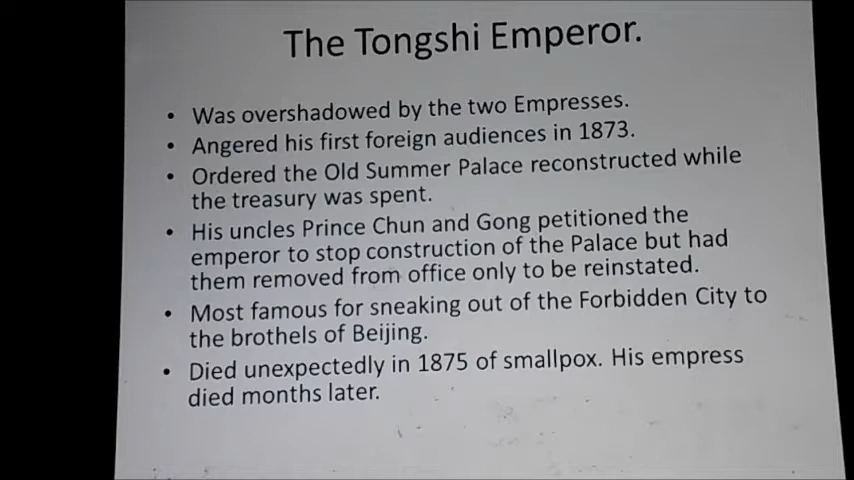 The Tongshi Emperor.
• Was overshadowed by the two Empresses.
• Angered his first foreign audiences in 1873.
• Ordered the Old Summer Palace reconstructed while
the treasury was spent.
• His uncles Prince Chun and Gong petitioned the
emperor to stop construction of the Palace but had
them removed from office only to be reinstated.
• Most famous for sneaking out of the Forbidden City to
the brothels of Beijing.
• Died unexpectedly in 1875 of smallpox. His empress
died months later.